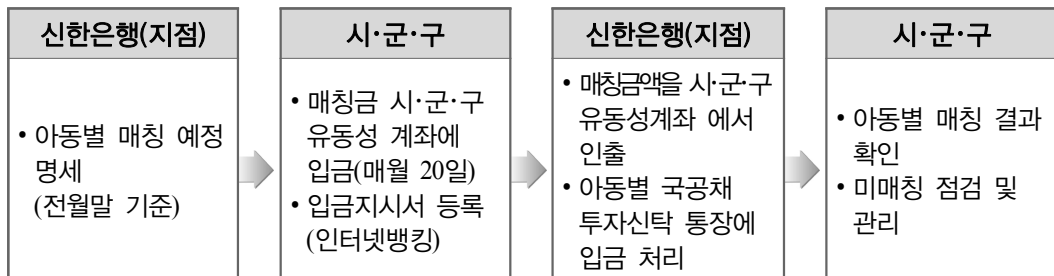 신한은행(지점)
• 아동별 매칭 예정
명세
(전월말 기준)
시·군·구
• 매칭금 시·군·구
유동성 계좌에
입금(매월 20일)
• 입금지시서 등록
(인터넷뱅킹)
신한은행(지점)
• 매칭금액을 시·군·구
유동성계좌 에서
인출
• 아동별 국공채
투자신탁 통장에
입금 처리
시·군·구
• 아동별 매칭 결과
확인
• 미매칭 점검 및
관리